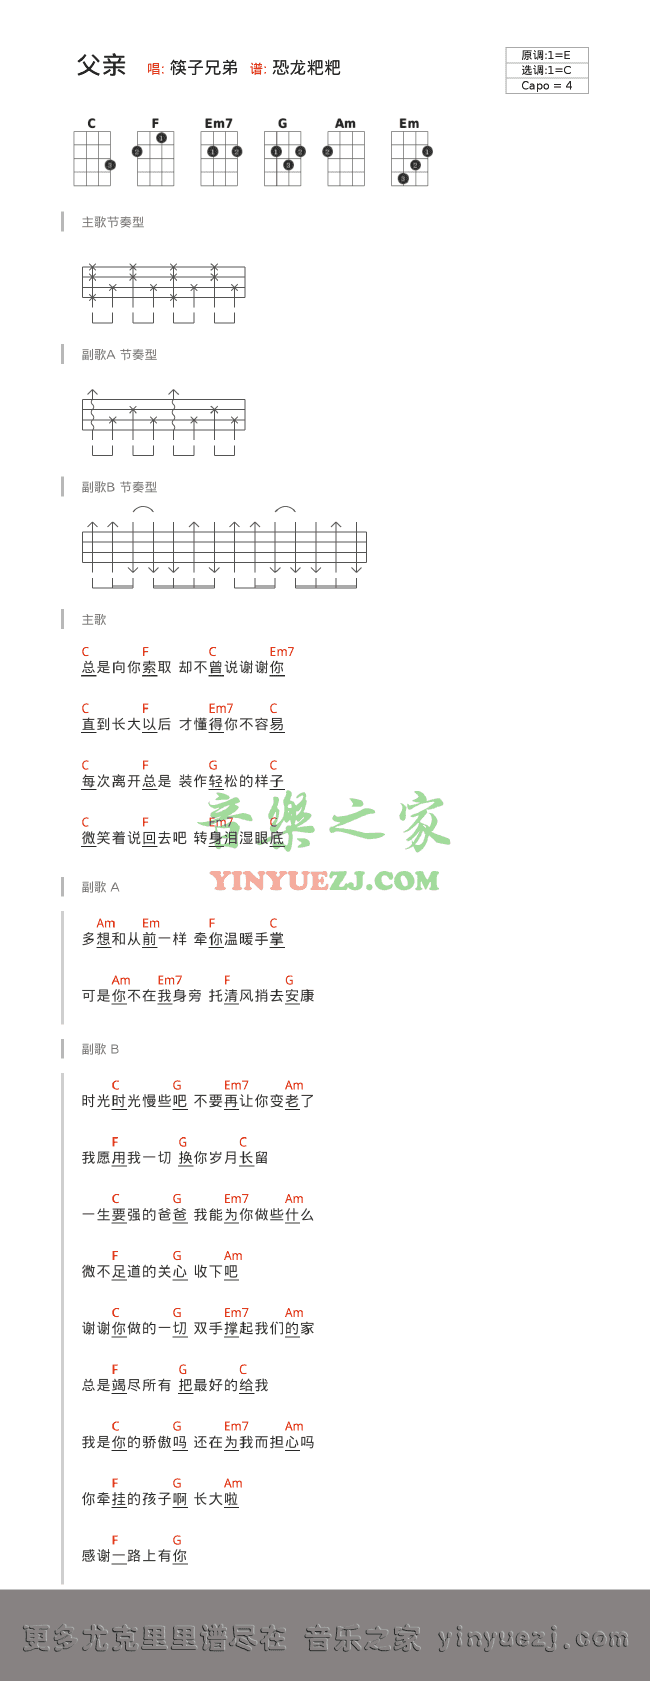 父亲 唱: 筷子兄弟 谱: 恐龙粑粑
原调:1=E
选调:1=C
Capo = 4
C F Em7 G Am Em
主歌节奏型
副歌A 节奏型
副歌B 节奏型
主歌
C F C Em7
总是向你索取 却不曾说谢谢你
C F Em7 C
直到长大以后 才懂得你不容易
C F G C
每次离开总是 装作轻松的样子
C F Em7 C
微笑着说回去吧 转身泪湿眼底
音樂之家
YINYUEZJ.COM
副歌 A
Am Em F C
多想和从前一样 牵你温暖手掌
Am Em7 F G
可是你不在我身旁 托清风捎去安康
副歌 B
C G Em7 Am
时光时光慢些吧 不要再让你变老了
F G C
我愿用我一切 换你岁月长留
C G Em7 Am
一生要强的爸爸 我能为你做些什么
F G Am
微不足道的关心 收下吧
C G Em7 Am
谢谢你做的一切 双手撑起我们的家
F G C
总是竭尽所有 把最好的给我
C G Em7 Am
我是你的骄傲吗 还在为我而担心吗
F G Am
你牵挂的孩子啊 长大啦
F G
感谢一路上有你
更多尤克里里谱尽在 音乐之家 yinyuezj.com